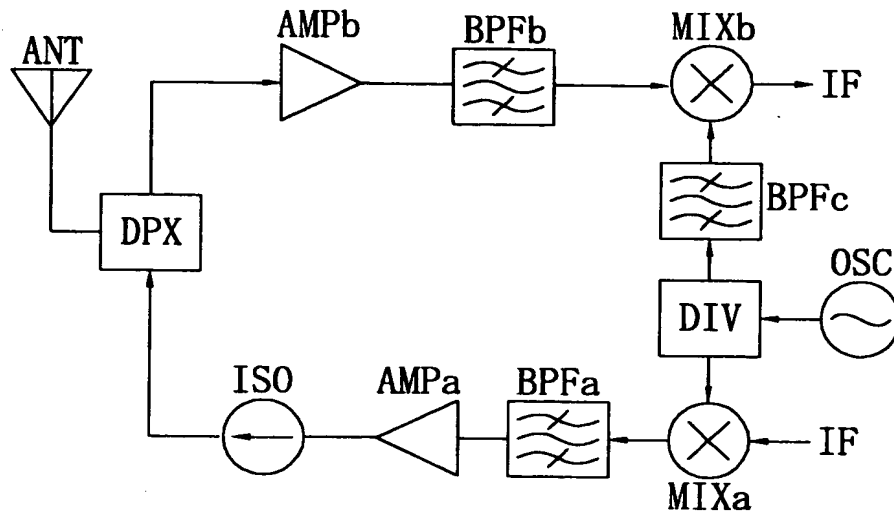 AMPb
BPFb
MIXb
ANT
IF
BPFc
DPX
OSC
DIV
ISO
AMPa
BPFa
IF
MIXa